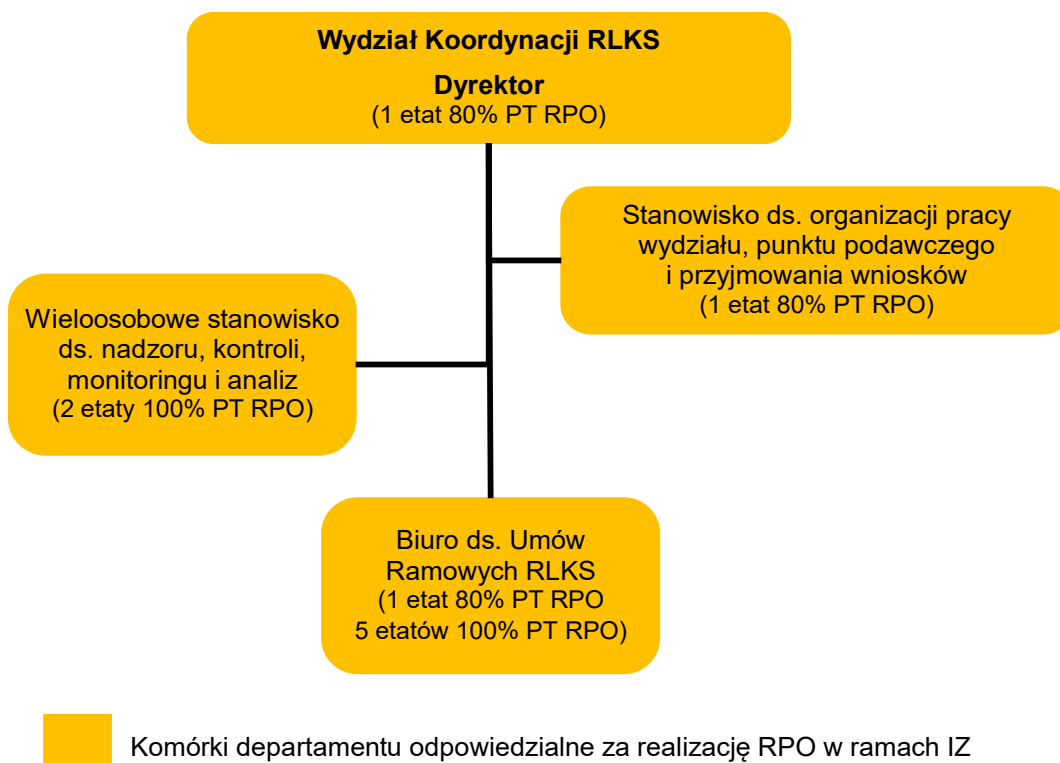 Wydział Koordynacji RLKS
Dyrektor
(1 etat 80% PT RPO)
Stanowisko ds. organizacji pracy
wydziału, punktu podawczego
i przyjmowania wniosków
(1 etat 80% PT RPO)
Wieloosobowe stanowisko
ds. nadzoru, kontroli,
monitoringu i analiz
(2 etaty 100% PT RPO)
Biuro ds. Umów
Ramowych RLKS
(1 etat 80% PT RPO
5 etatów 100% PT RPO)
Komórki departamentu odpowiedzialne za realizację RPO w ramach IZ